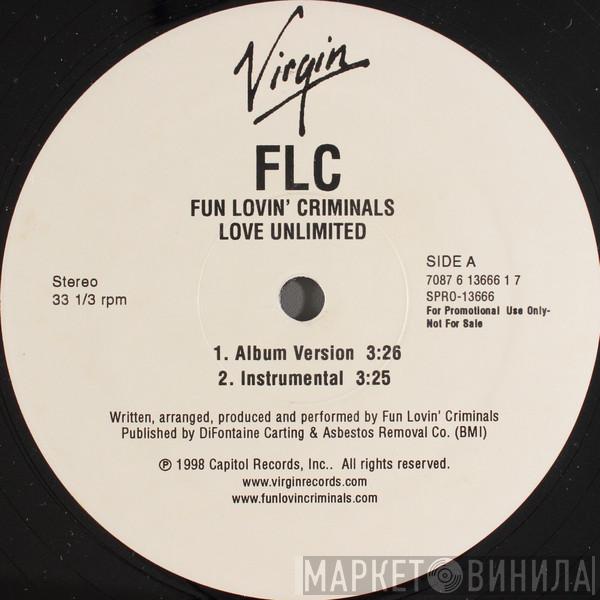 Virgin
FLC
FUN LOVIN' CRIMINALS
LOVE UNLIMITED
Stereo
33 1/3 rpm
SIDE A
7087 6 13666 1 7
SPRO-13666
For Promotional Use Only-
Not For Sale
1. Album Version 3:26
2. Instrumental 3:25
Written, arranged, produced and performed by Fun Lovin' Criminals
Published by DiFontaine Carting & Asbestos Removal Co. (BMI)
℗ 1998 Capitol Records, Inc.. All rights reserved.
www.virginrecords.com
www.funlovincriminals.com
МАРКЕТ ВИНИЛА